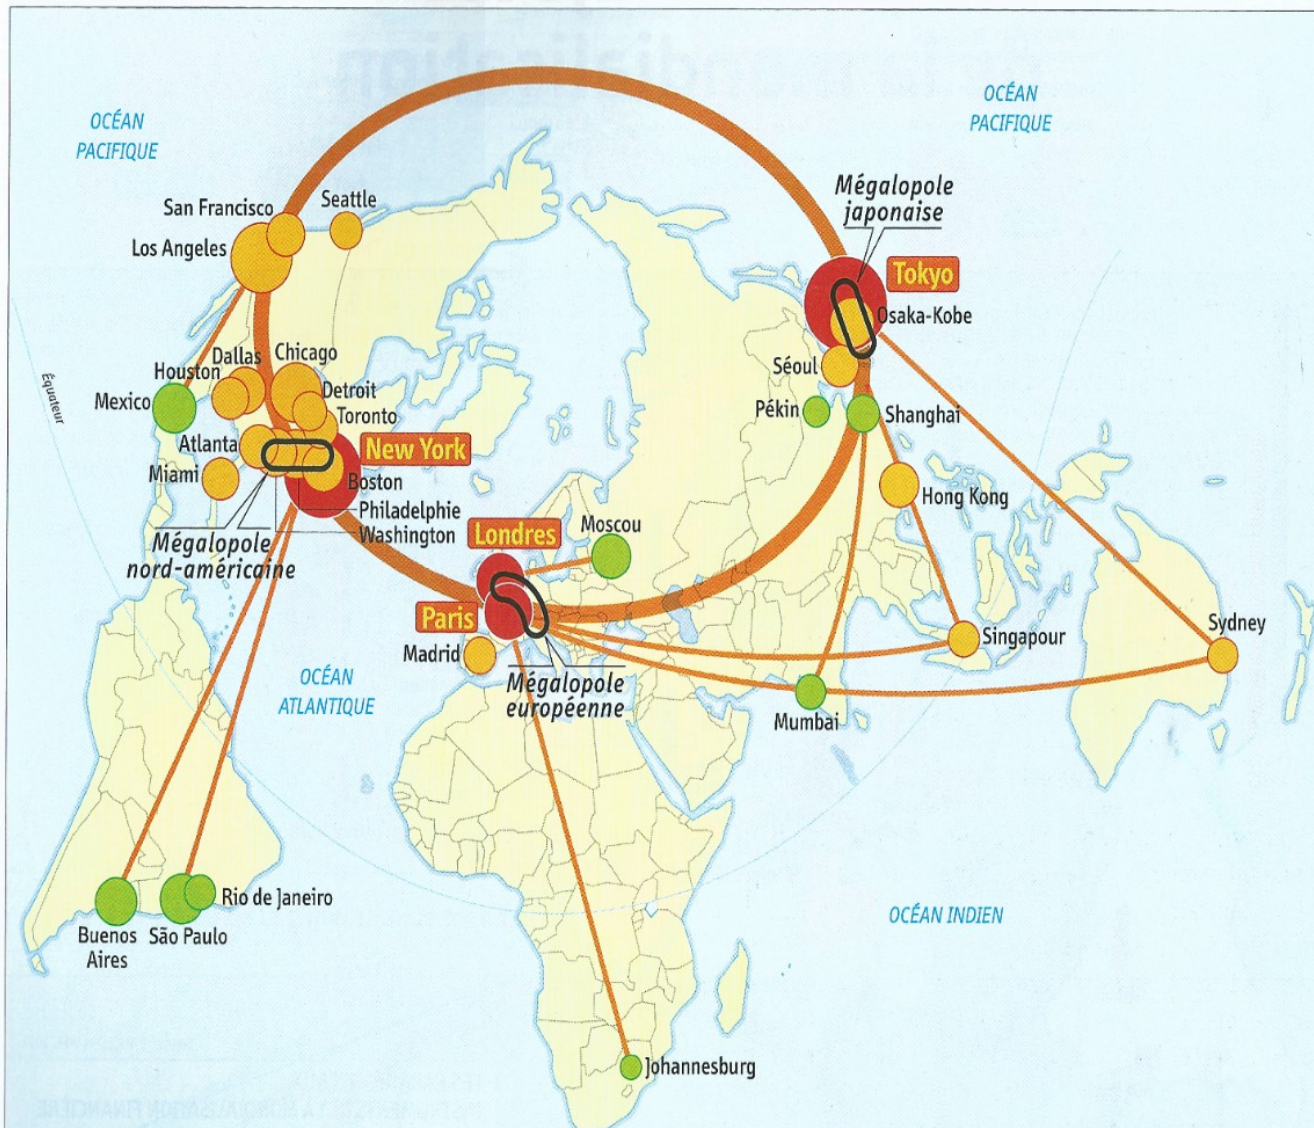 OCÉAN
PACIFIQUE
OCÉAN
PACIFIQUE
San Francisco
Seattle
Los Angeles
Mégalopole
japonaise
Tokyo
Osaka-Kobe
Séoul
Pékin
Shanghai
Équateur
Dallas
Chicago
Houston
Detroit
Mexico
Toronto
Atlanta
New York
Miami
Boston
Philadelphie
Washington
Mégalopole
nord-américaine
Hong Kong
Londres
Moscou
Paris
Madrid
Mégalopole
européenne
Singapour
Sydney
Mumbai
OCÉAN
ATLANTIQUE
Rio de Janeiro
Buenos
Aires
São Paulo
OCÉAN INDIEN
Johannesburg